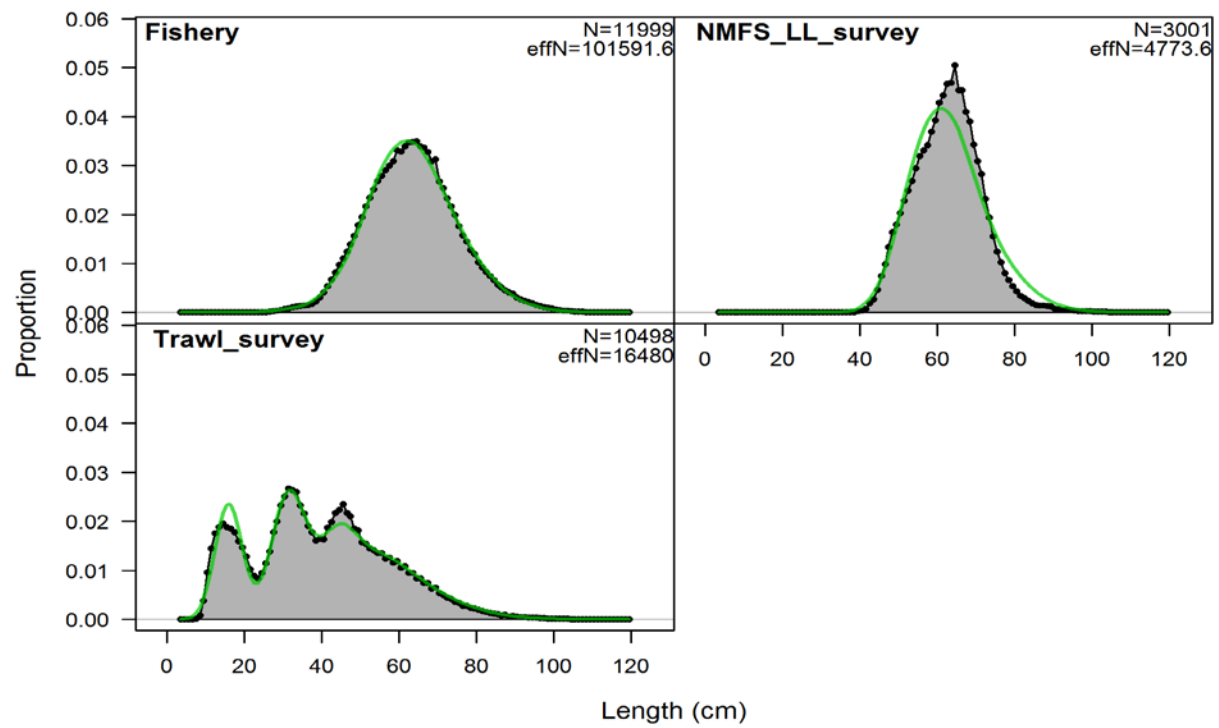 Fishery
N=11999
effN=101591.6
NMFS_LL_survey
N=3001
effN=4773.6
0.06
0.05
0.04
0.03
0.02
0.01
0.00
Trawl_survey
N=10498
effN=16480
0.06
0.05
0.04
0.03
0.02
0.01
0.00
0 20 40 60 80 100 120
0 20 40 60 80 100 120
Proportion
Length (cm)